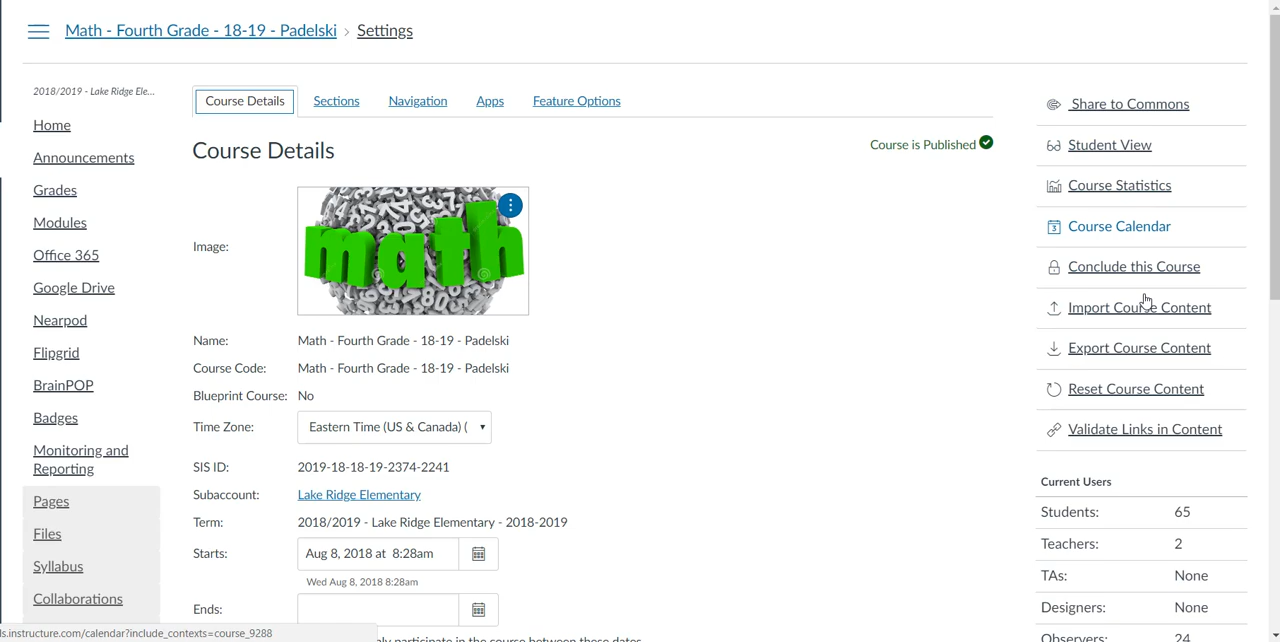 Math - Fourth Grade - 18-19 - Padelski › Settings
2018/2019 - Lake Ridge Ele...
Home
Announcements
Grades
Modules
Office 365
Google Drive
Nearpod
Flipgrid
BrainPOP
Badges
Monitoring and
Reporting
Pages
Files
Syllabus
Collaborations
Course Details Sections Navigation Apps Feature Options
Course Details
Course is Published
Image:
math
Name: Math - Fourth Grade - 18-19 - Padelski
Course Code: Math - Fourth Grade - 18-19 - Padelski
Blueprint Course: No
Time Zone: Eastern Time (US & Canada) (
SIS ID: 2019-18-18-19-2374-2241
Subaccount: Lake Ridge Elementary
Term: 2018/2019 - Lake Ridge Elementary - 2018-2019
Starts: Aug 8, 2018 at 8:28am
Wed Aug 8, 2018 8:28am
Ends:
participate in the course between these dates
Share to Commons
Student View
Course Statistics
Course Calendar
Conclude this Course
Import Course Content
Export Course Content
Reset Course Content
Validate Links in Content
Current Users
Students: 65
Teachers: 2
TAs: None
Designers: None
Observers: 24
ls.instructure.com/calendar?include_contexts=course_9288